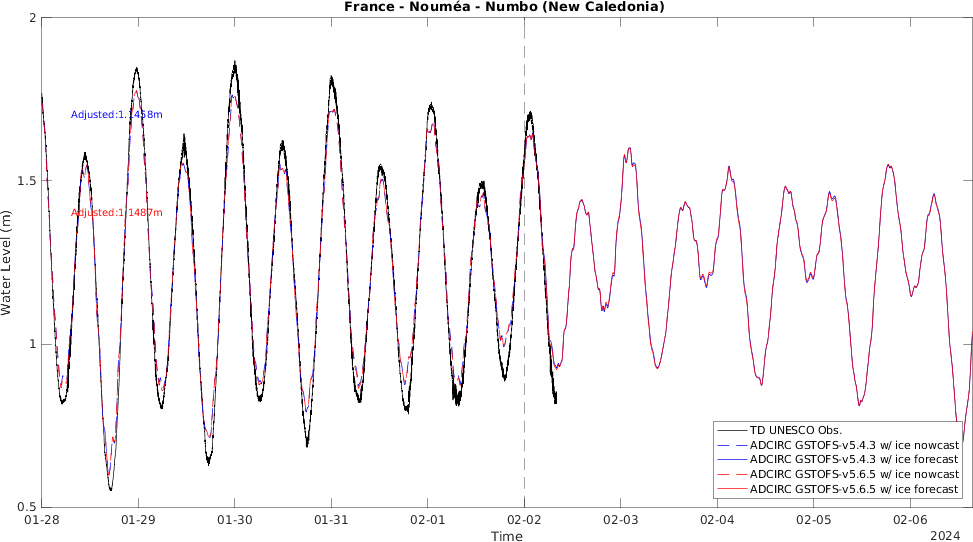 France - Nouméa - Numbo (New Caledonia)
2
Adjusted:1.1458m
1.5
Adjusted:1.1487m
Water Level (m)
1
TD UNESCO Obs.
ADCIRC GSTOFS-v5.4.3 w/ ice nowcast
ADCIRC GSTOFS-v5.4.3 w/ ice forecast
ADCIRC GSTOFS-v5.6.5 w/ ice nowcast
ADCIRC GSTOFS-v5.6.5 w/ ice forecast
0.5
01-28 01-29 01-30 01-31 02-01 02-02 02-03 02-04 02-05 02-06
Time
2024